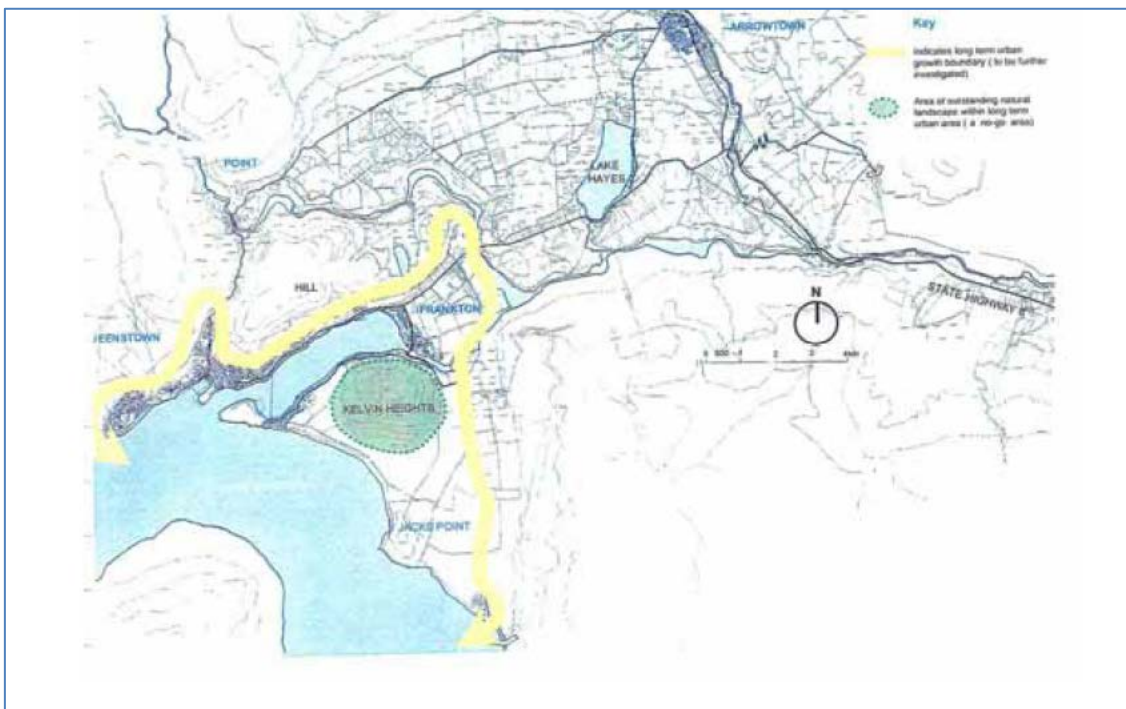 ARROWTOWN
Key
Indicates long term urban
growth boundary ( to be further
investigated)
Area of outstanding natural
landscape within long term
urban area ( a no-go area)
POINT
LAKE
HAYES
HILL
FRANKTON
EENSTOWN
N
STATE HIGHWAY 6
KELVIN HEIGHTS
JACKS POINT